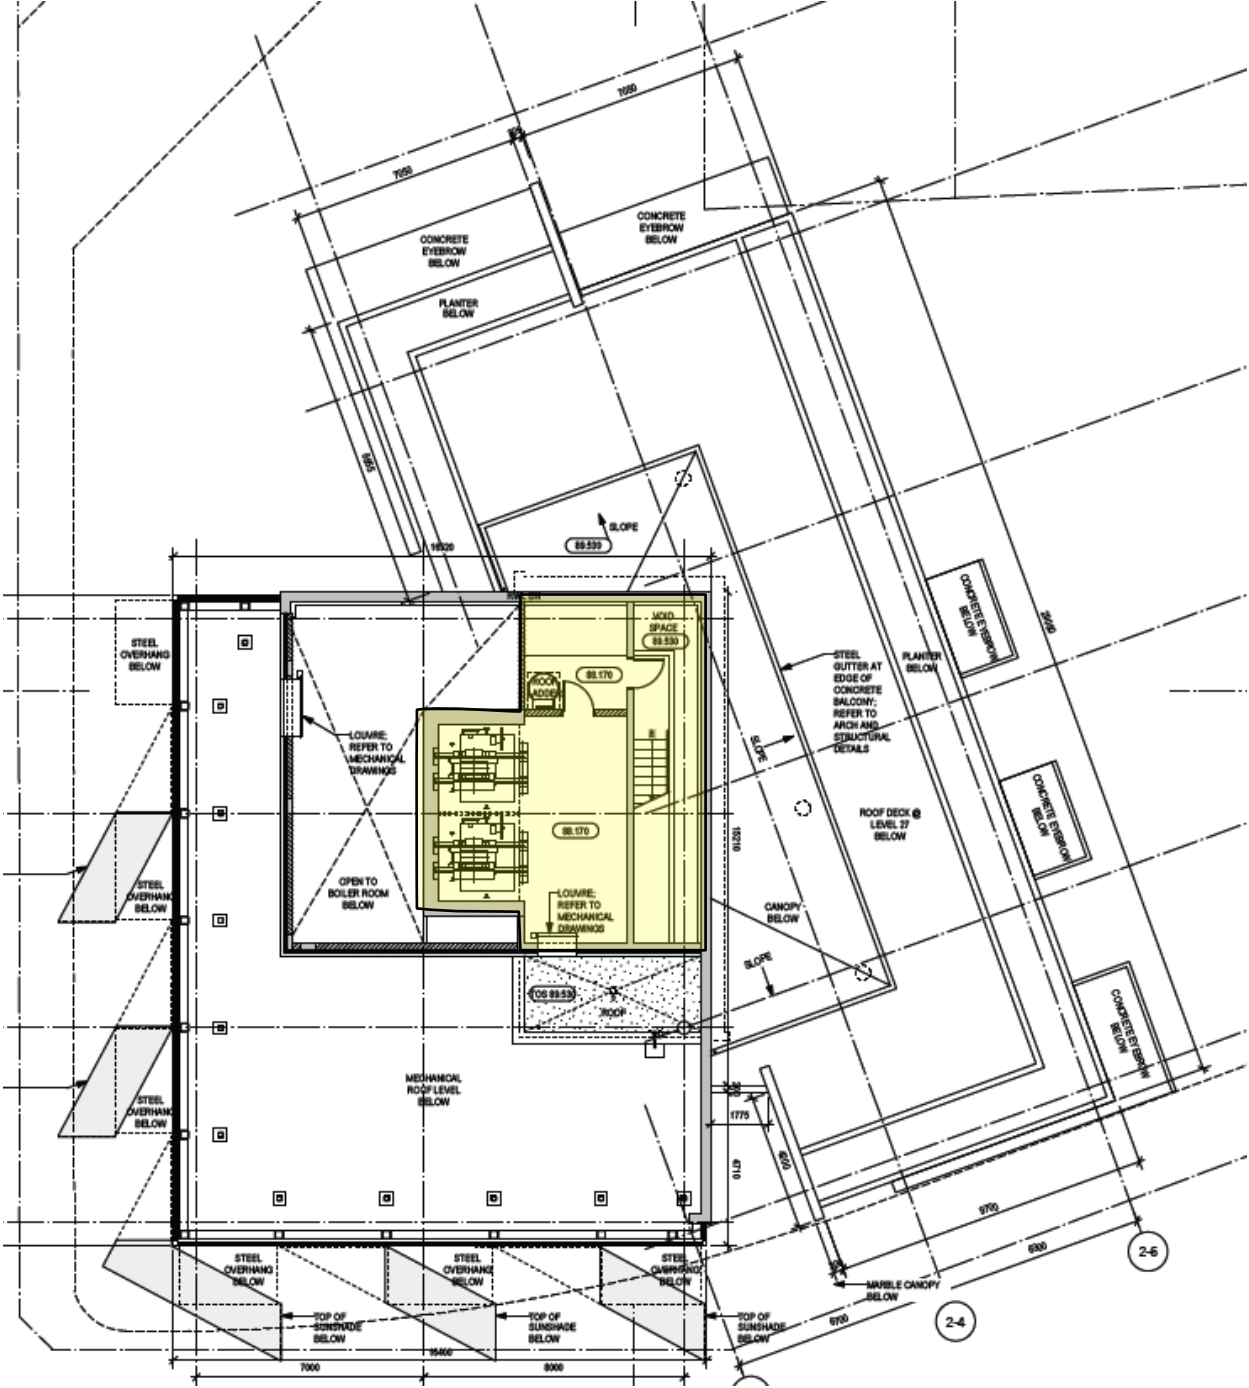 7050
7050
CONCRETE
EYEBROW
BELOW
CONCRETE
EYEBROW
BELOW
PLANTER
BELOW
SLOPE
89.530
16320
STEEL
OVERHANG
BELOW
VOID
SPACE
89.530
ROOF
LADDER
88.170
CONCRETE EYEBROW
BELOW
PLANTER
BELOW
STEEL
GUTTER AT
EDGE OF
CONCRETE
BALCONY;
REFER TO
ARCH AND
STRUCTURAL
DETAILS
LOUVRE;
REFER TO
MECHANICAL
DRAWINGS
SLOPE
CONCRETE EYEBROW
BELOW
ROOF DECK @
LEVEL 27
BELOW
88.170
15210
STEEL
OVERHANG
BELOW
OPEN TO
BOILER ROOM
BELOW
LOUVRE;
REFER TO
MECHANICAL
DRAWINGS
CANOPY
BELOW
SLOPE
TOS 89.530
ROOF
CONCRETE EYEBROW
BELOW
MECHANICAL
ROOF LEVEL
BELOW
STEEL
OVERHANG
BELOW
1775
4710
9700
STEEL
OVERHANG
BELOW
STEEL
OVERHANG
BELOW
STEEL
OVERHANG
BELOW
2-5
MARBLE CANOPY
BELOW
TOP OF
SUNSHADE
BELOW
TOP OF
SUNSHADE
BELOW
TOP OF
SUNSHADE
BELOW
2-4
7000
8000